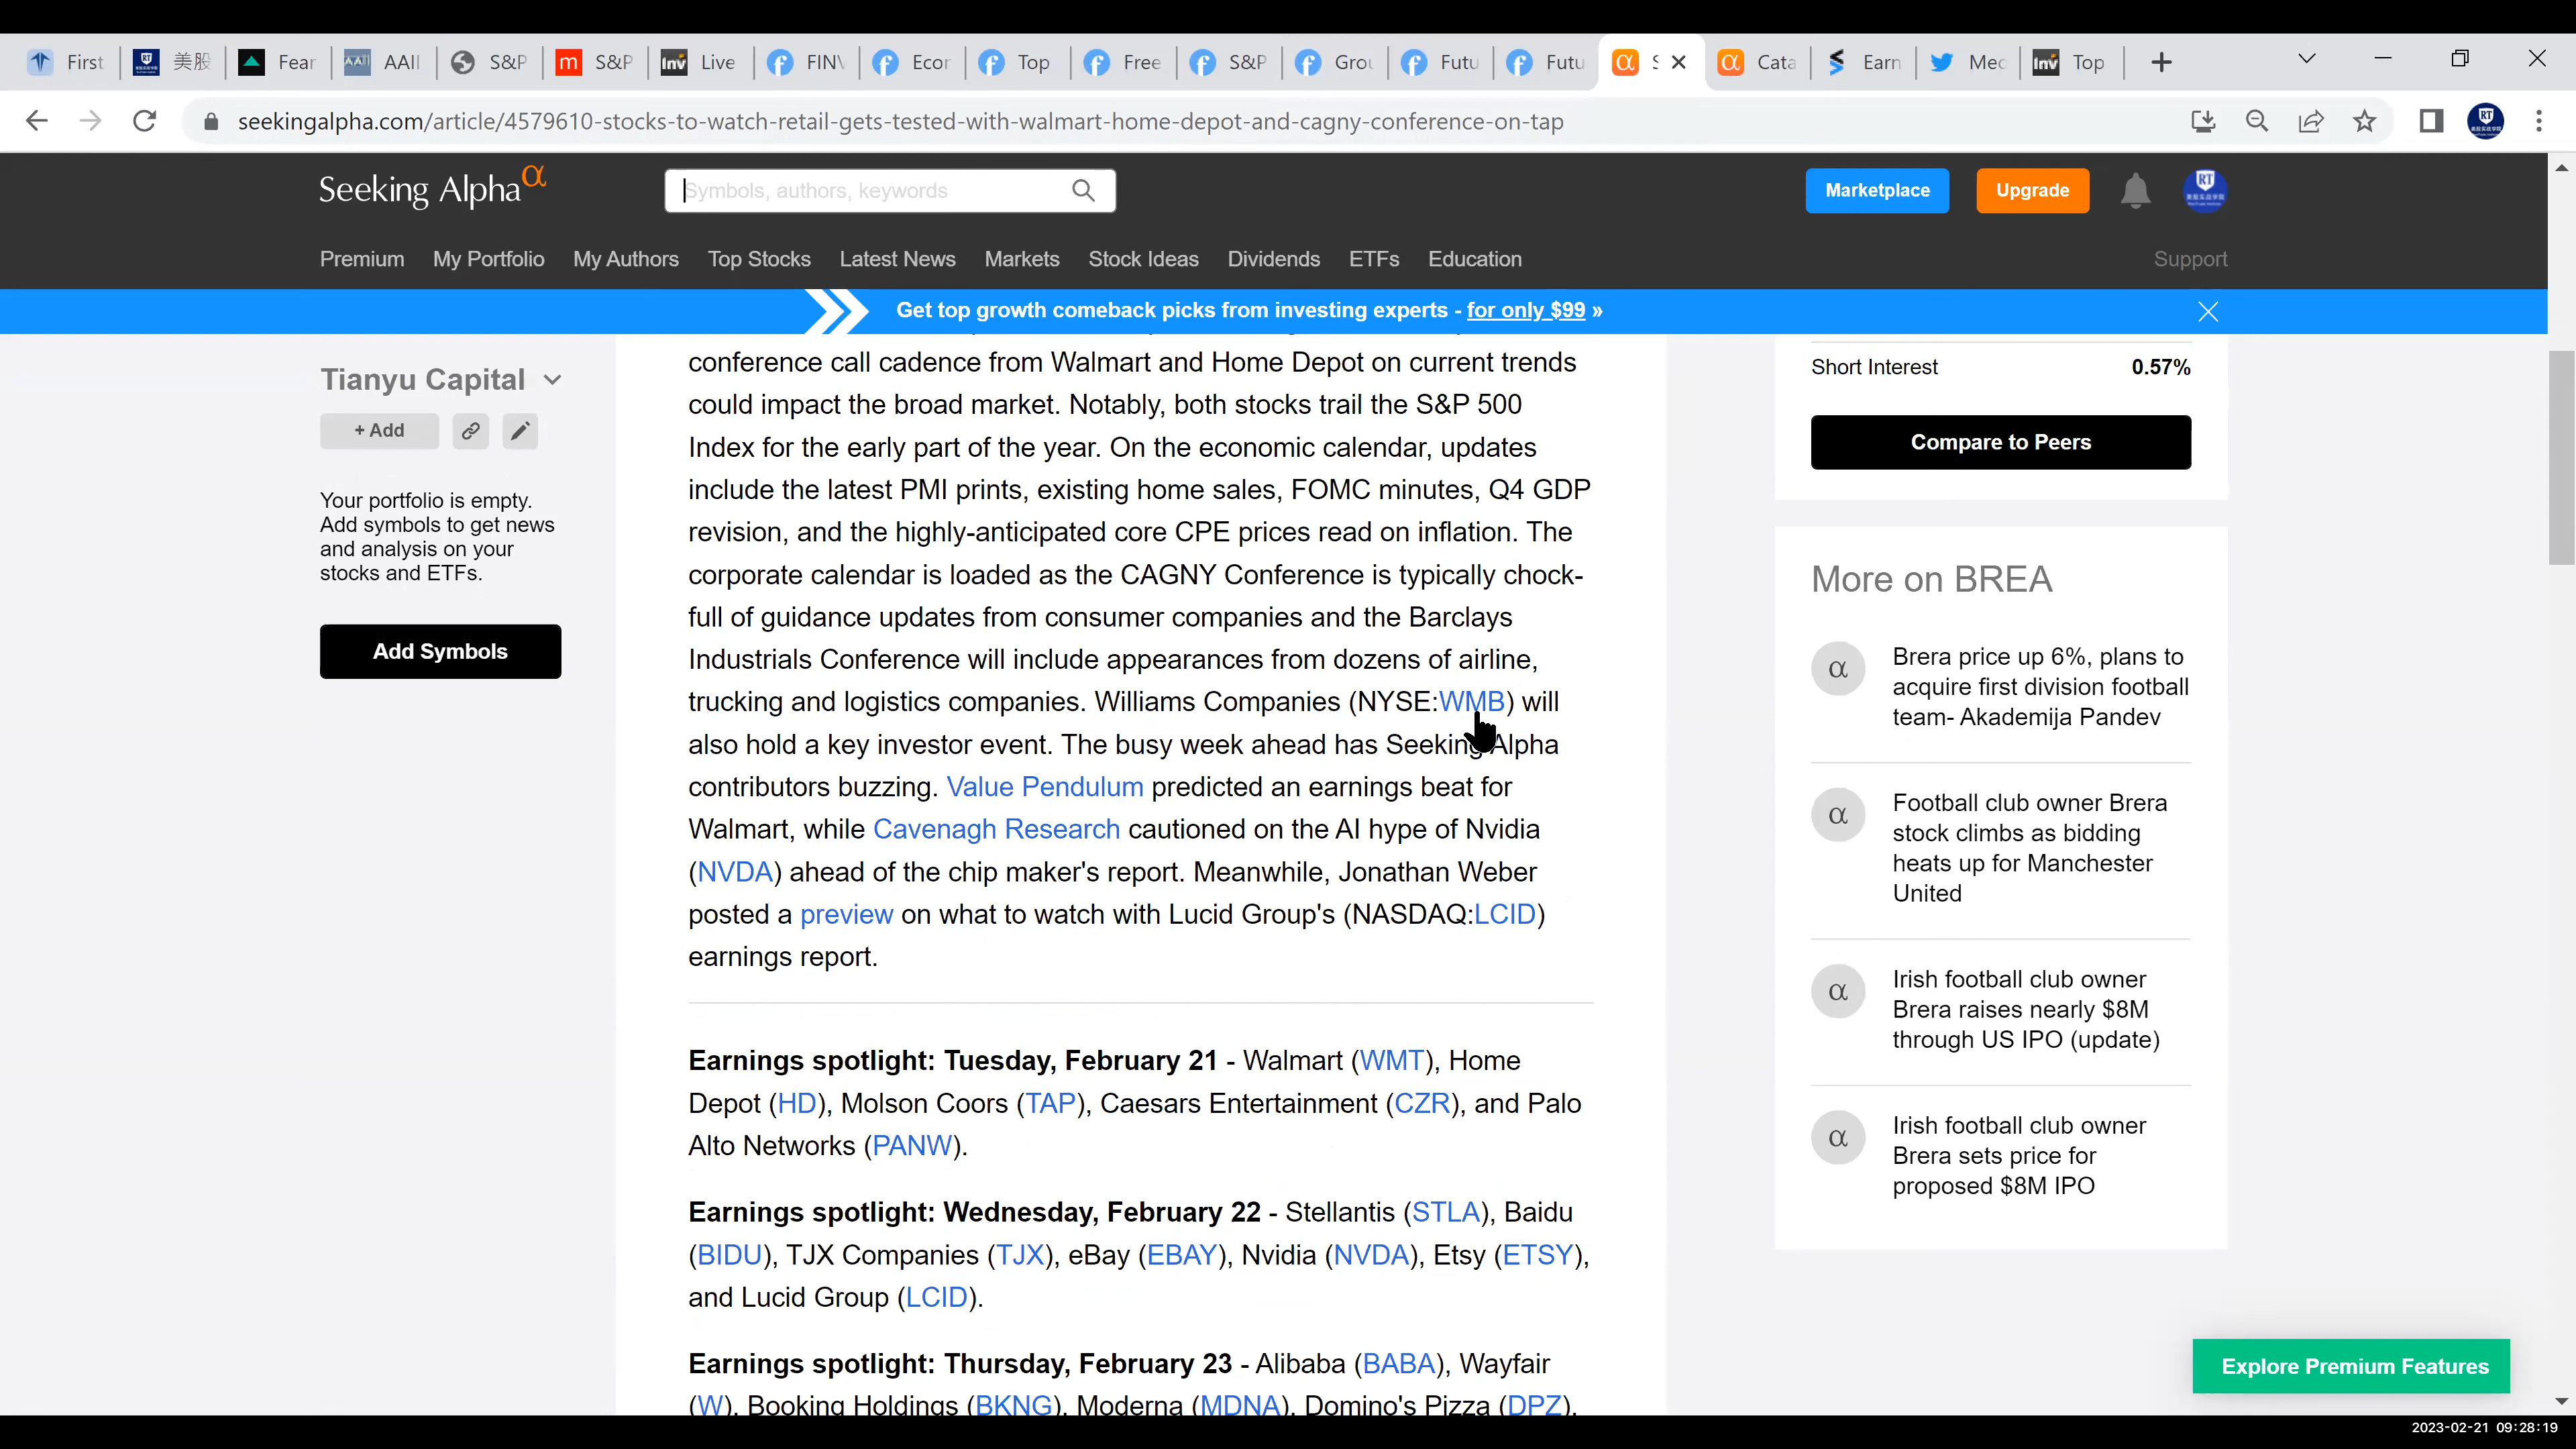 First
美股
Fear
AAII
S&P
S&P
Live
FINV
Econ
Top
Free
S&P
Grou
Futu
Futu
S
Cata
Earn
Med
Top
seekingalpha.com/article/4579610-stocks-to-watch-retail-gets-tested-with-walmart-home-depot-and-cagny-conference-on-tap
Seeking Alpha α
Symbols, authors, keywords
Marketplace
Upgrade
Premium My Portfolio My Authors Top Stocks Latest News Markets Stock Ideas Dividends ETFs Education
Support
Get top growth comeback picks from investing experts - for only $99 »
Tianyu Capital
+ Add
Your portfolio is empty.
Add symbols to get news
and analysis on your
stocks and ETFs.
Add Symbols
conference call cadence from Walmart and Home Depot on current trends
could impact the broad market. Notably, both stocks trail the S&P 500
Index for the early part of the year. On the economic calendar, updates
include the latest PMI prints, existing home sales, FOMC minutes, Q4 GDP
revision, and the highly-anticipated core CPE prices read on inflation. The
corporate calendar is loaded as the CAGNY Conference is typically chock-
full of guidance updates from consumer companies and the Barclays
Industrials Conference will include appearances from dozens of airline,
trucking and logistics companies. Williams Companies (NYSE:WMB) will
also hold a key investor event. The busy week ahead has Seeking Alpha
contributors buzzing. Value Pendulum predicted an earnings beat for
Walmart, while Cavenagh Research cautioned on the AI hype of Nvidia
(NVDA) ahead of the chip maker's report. Meanwhile, Jonathan Weber
posted a preview on what to watch with Lucid Group's (NASDAQ:LCID)
earnings report.
Earnings spotlight: Tuesday, February 21 - Walmart (WMT), Home
Depot (HD), Molson Coors (TAP), Caesars Entertainment (CZR), and Palo
Alto Networks (PANW).
Earnings spotlight: Wednesday, February 22 - Stellantis (STLA), Baidu
(BIDU), TJX Companies (TJX), eBay (EBAY), Nvidia (NVDA), Etsy (ETSY),
and Lucid Group (LCID).
Earnings spotlight: Thursday, February 23 - Alibaba (BABA), Wayfair
(W), Booking Holdings (BKNG), Moderna (MDNA), Domino's Pizza (DPZ),
Short Interest 0.57%
Compare to Peers
More on BREA
Brera price up 6%, plans to
acquire first division football
team- Akademija Pandev
Football club owner Brera
stock climbs as bidding
heats up for Manchester
United
Irish football club owner
Brera raises nearly $8M
through US IPO (update)
Irish football club owner
Brera sets price for
proposed $8M IPO
Explore Premium Features
2023-02-21 09:28:19